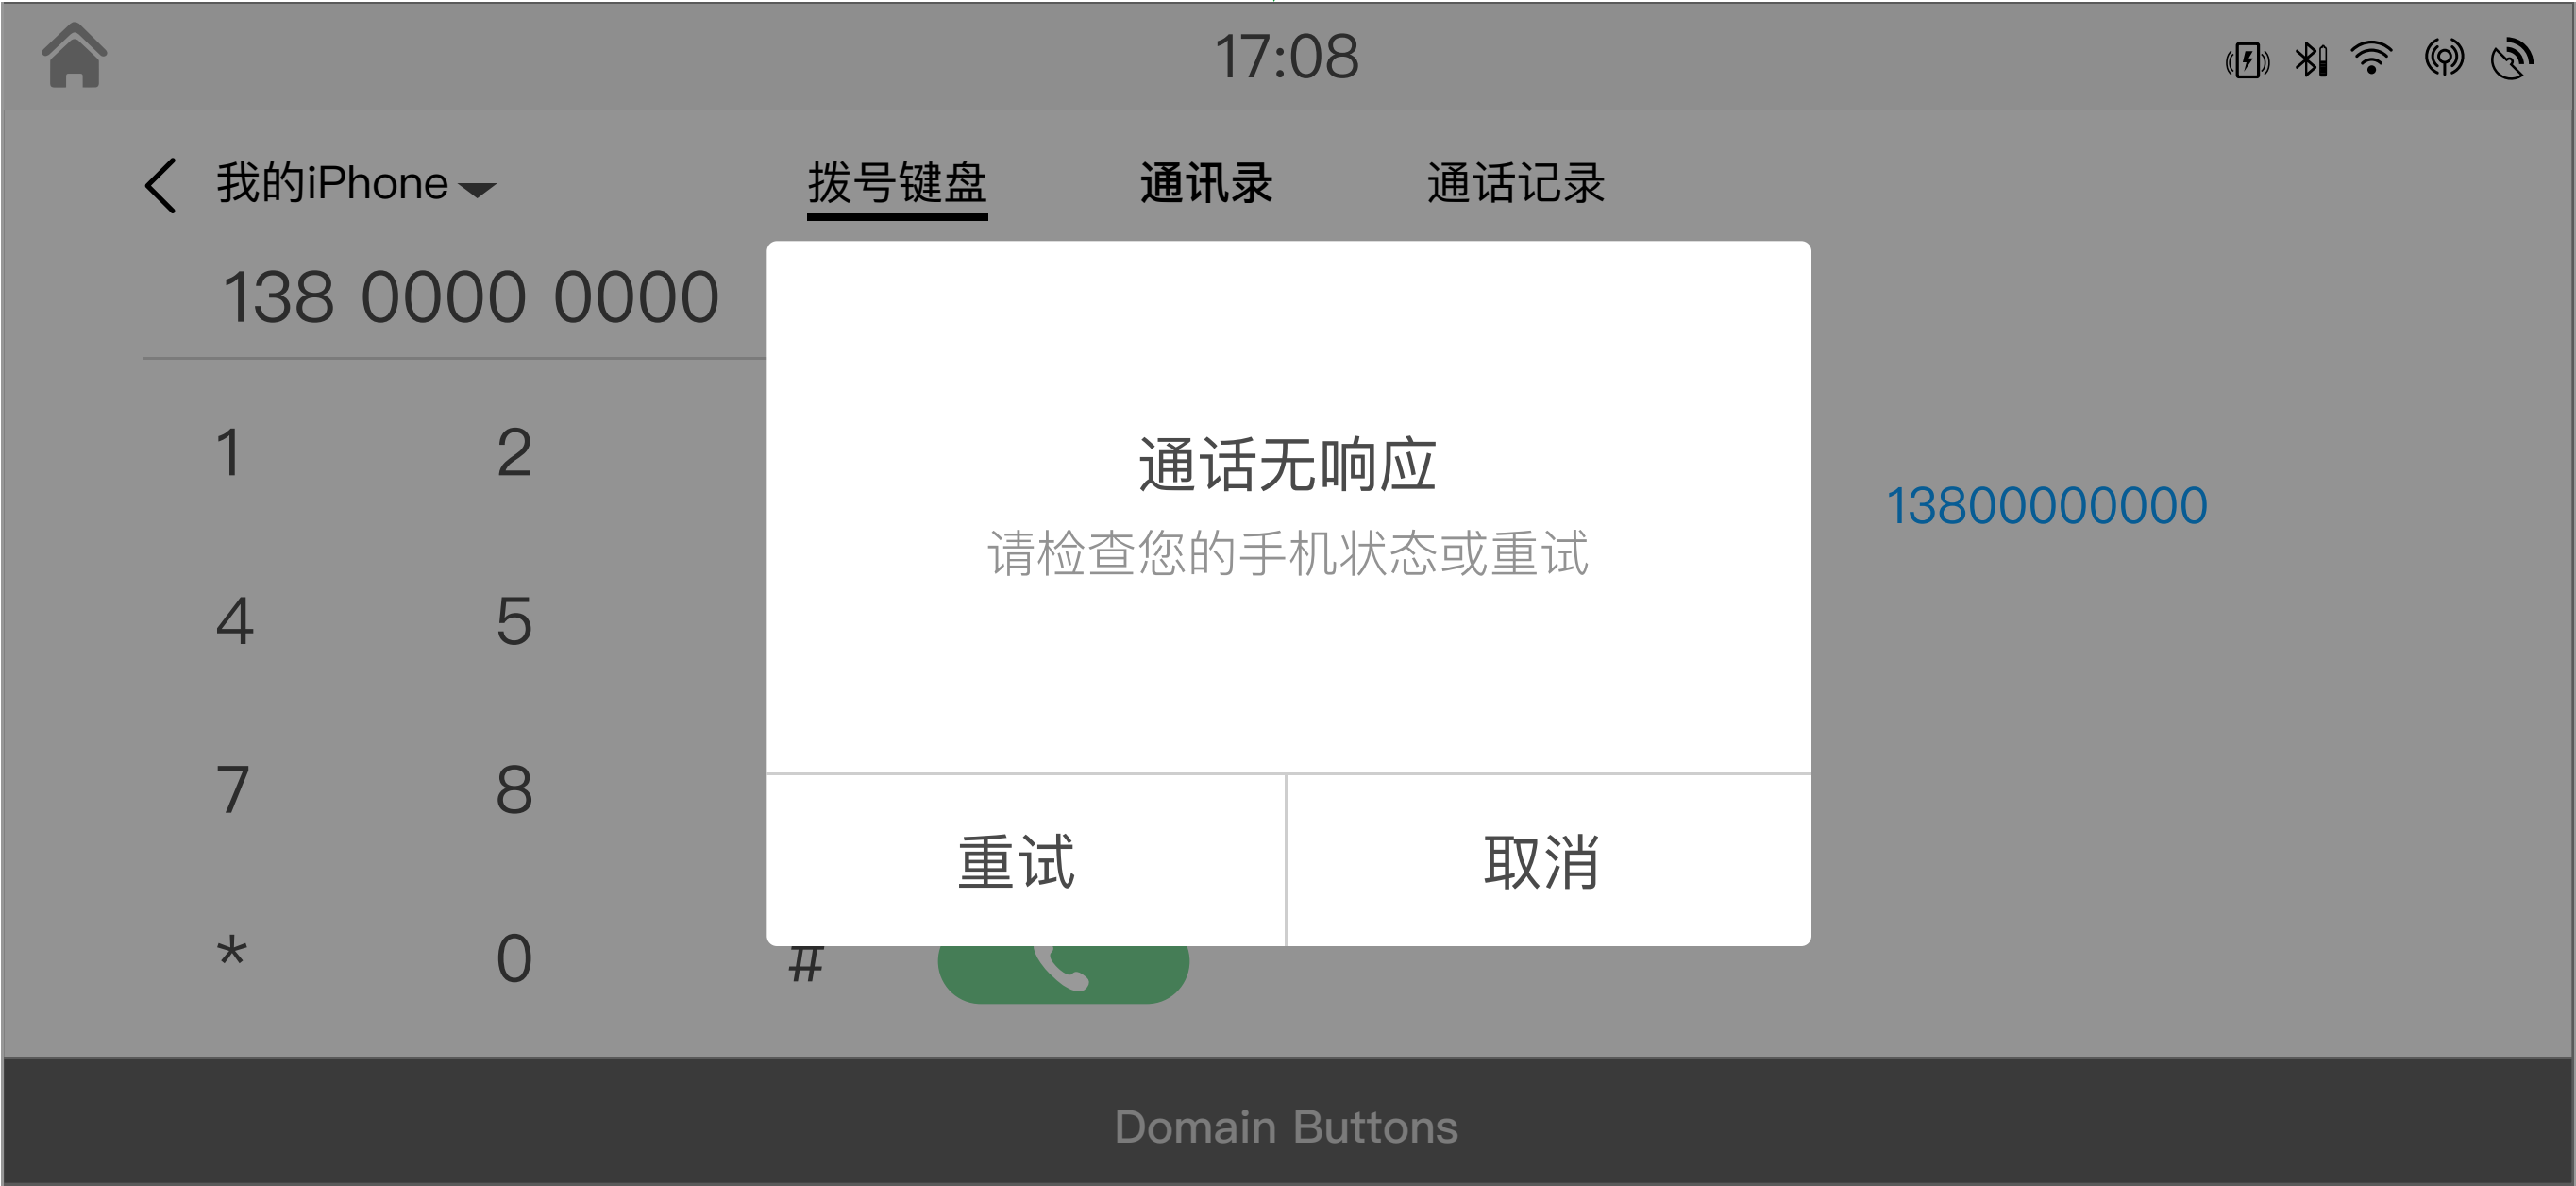 17:08
我的iPhone
拨号键盘
通讯录
通话记录
138 0000 0000
通话无响应
请检查您的手机状态或重试
13800000000
1
2
4
5
7
8
重试
取消
*
0
#
Domain Buttons